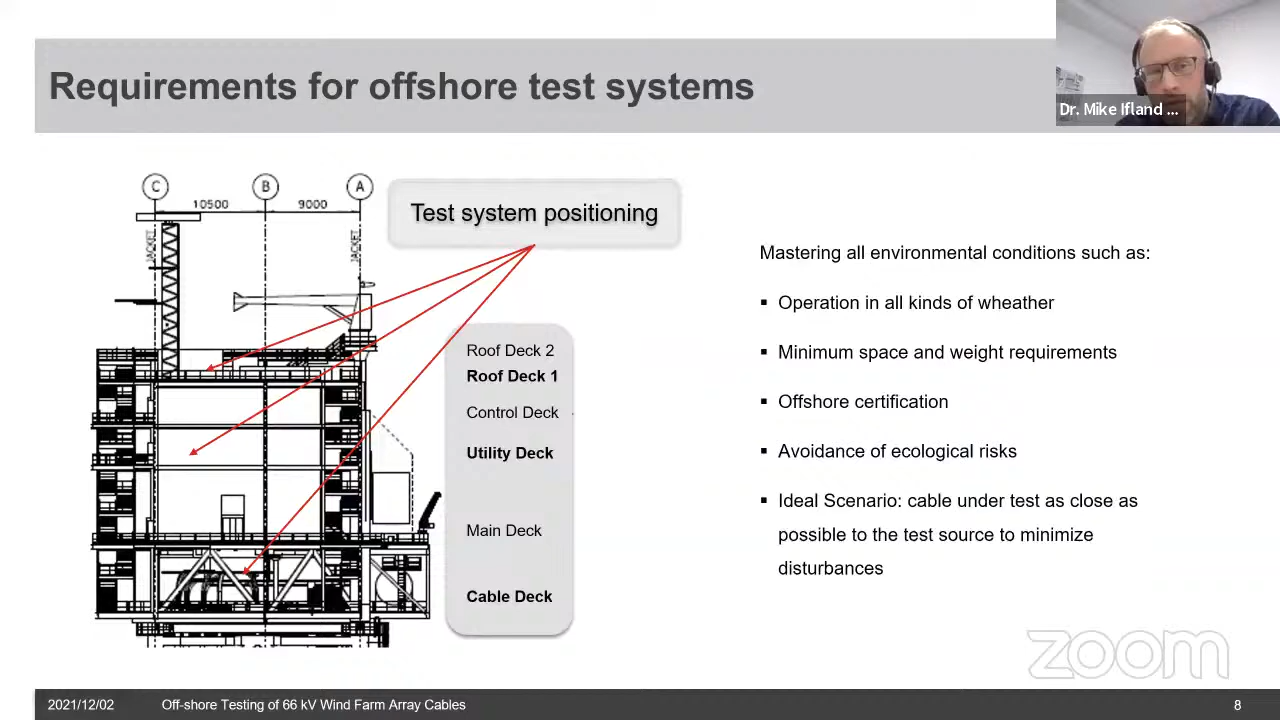 Requirements for offshore test systems
Dr. Mike Ifland ...
C
B
A
10500
9000
JACKET
JACKET
Test system positioning
Roof Deck 2
Roof Deck 1
Control Deck
Utility Deck
Main Deck
Cable Deck
Mastering all environmental conditions such as:
▪ Operation in all kinds of wheather
▪ Minimum space and weight requirements
▪ Offshore certification
▪ Avoidance of ecological risks
▪ Ideal Scenario: cable under test as close as
possible to the test source to minimize
disturbances
zoom
2021/12/02
Off-shore Testing of 66 kV Wind Farm Array Cables
8